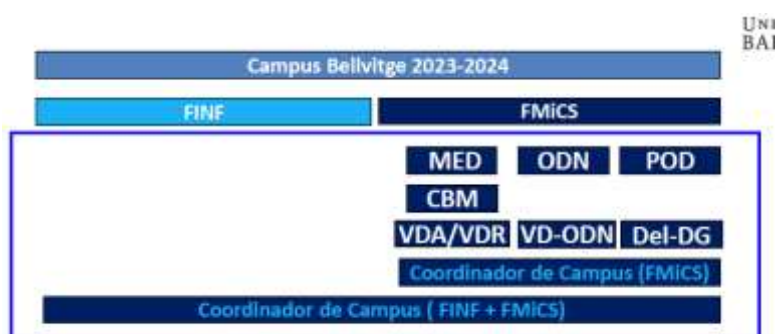 Campus Bellvitge 2023-2024
FINF FMiCS
MED ODN POD
CBM
VDA/VDR VD-ODN Del-DG
Coordinador de Campus (FMiCS)
Coordinador de Campus ( FINF + FMiCS)